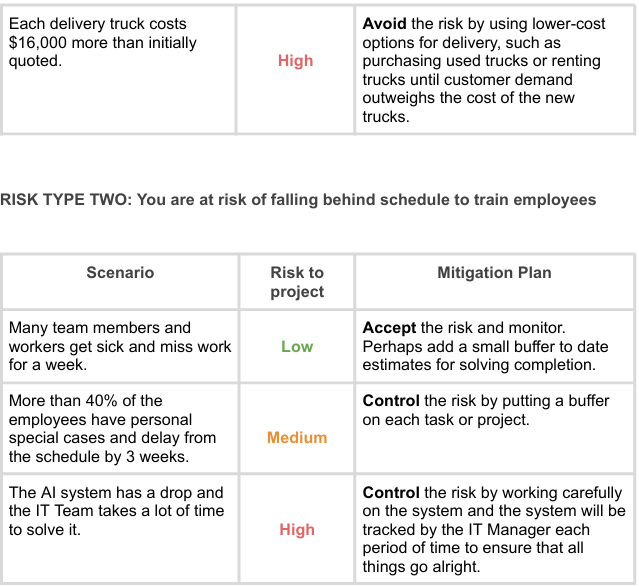 Each delivery truck costs
$16,000 more than initially
quoted.
High
Avoid the risk by using lower-cost
options for delivery, such as
purchasing used trucks or renting
trucks until customer demand
outweighs the cost of the new
trucks.
RISK TYPE TWO: You are at risk of falling behind schedule to train employees
Scenario
Risk to
project
Mitigation Plan
Many team members and
workers get sick and miss work
for a week.
Low
Accept the risk and monitor.
Perhaps add a small buffer to date
estimates for solving completion.
More than 40% of the
employees have personal
special cases and delay from
the schedule by 3 weeks.
Medium
Control the risk by putting a buffer
on each task or project.
The AI system has a drop and
the IT Team takes a lot of time
to solve it.
High
Control the risk by working carefully
on the system and the system will be
tracked by the IT Manager each
period of time to ensure that all
things go alright.